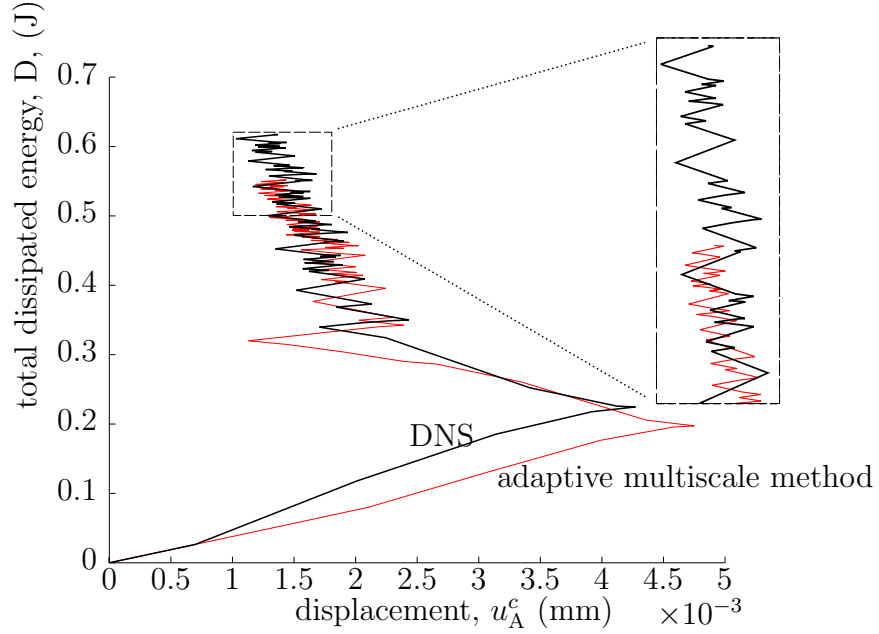 total dissipated energy, D, (J)
0.7
0.6
0.5
0.4
0.3
0.2
0.1
0
DNS
adaptive multiscale method
0 0.5 1 1.5 2 2.5 3 3.5 4 4.5 5
displacement, u_A^c (mm) ×10⁻³